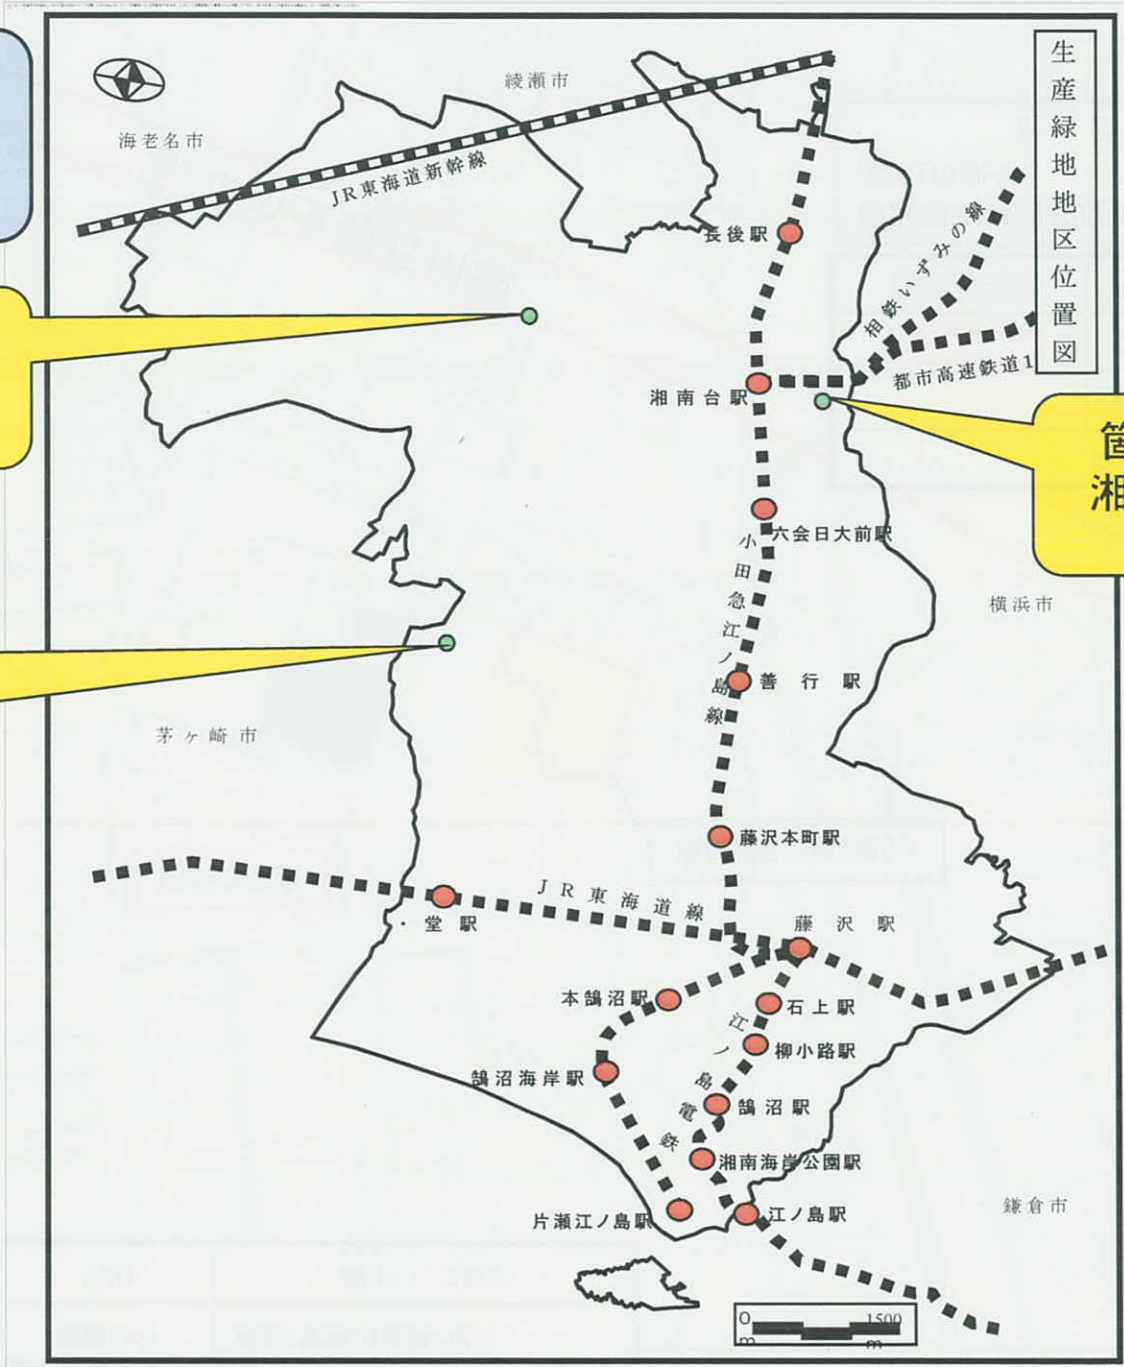 生産緑地地区位置図
綾瀬市
海老名市
JR東海道新幹線
長後駅
相鉄いずみの線
都市高速鉄道1
湘南台駅
箇
湘
六会日大前駅
小田急江ノ島線
横浜市
善行駅
茅ヶ崎市
藤沢本町駅
JR東海道線
藤沢駅
堂駅
本鵠沼駅
石上駅
江ノ島電鉄
柳小路駅
鵠沼海岸駅
鵠沼駅
湘南海岸公園駅
鎌倉市
片瀬江ノ島駅
江ノ島駅
0 1500
m m